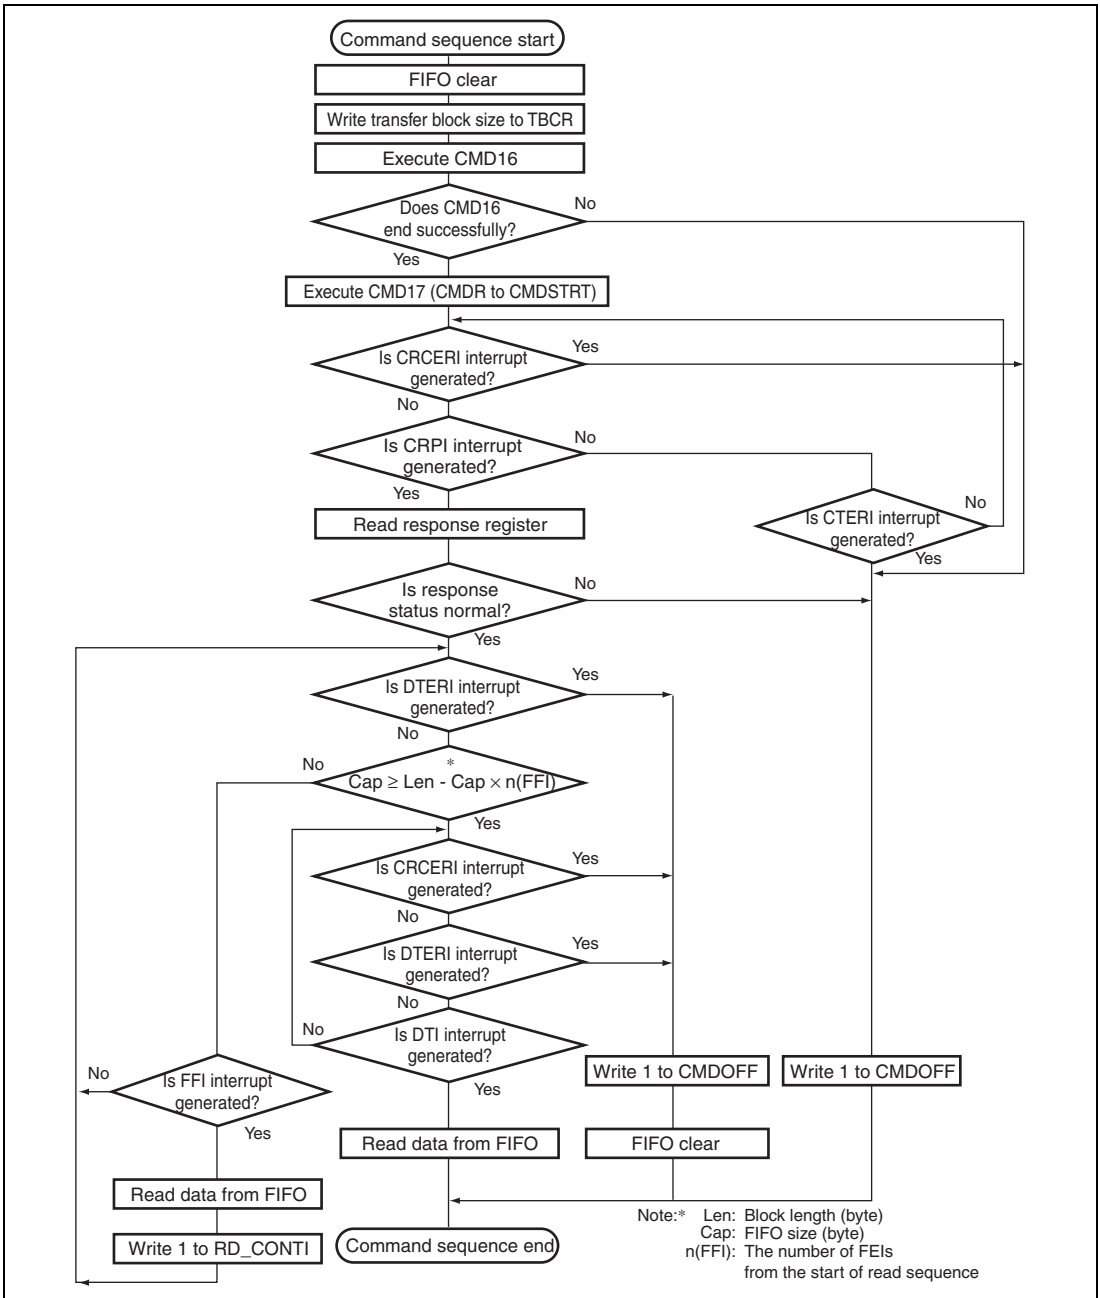 Command sequence start
FIFO clear
Write transfer block size to TBCR
Execute CMD16
Does CMD16
end successfully?
No
Yes
Execute CMD17 (CMDR to CMDSTRT)
Is CRCERI interrupt
generated?
Yes
No
Is CRPI interrupt
generated?
No
Yes
Is CTERI interrupt
generated?
No
Yes
Read response register
Is response
status normal?
No
Yes
Is DTERI interrupt
generated?
Yes
No
*
Cap ≥ Len - Cap × n(FFI)
No
Yes
Is CRCERI interrupt
generated?
Yes
No
Is DTERI interrupt
generated?
Yes
No
Is DTI interrupt
generated?
No
Yes
Is FFI interrupt
generated?
No
Yes
Write 1 to CMDOFF
Write 1 to CMDOFF
Read data from FIFO
FIFO clear
Read data from FIFO
Write 1 to RD_CONTI
Command sequence end
Note:* Len: Block length (byte)
Cap: FIFO size (byte)
n(FFI): The number of FEIs
from the start of read sequence